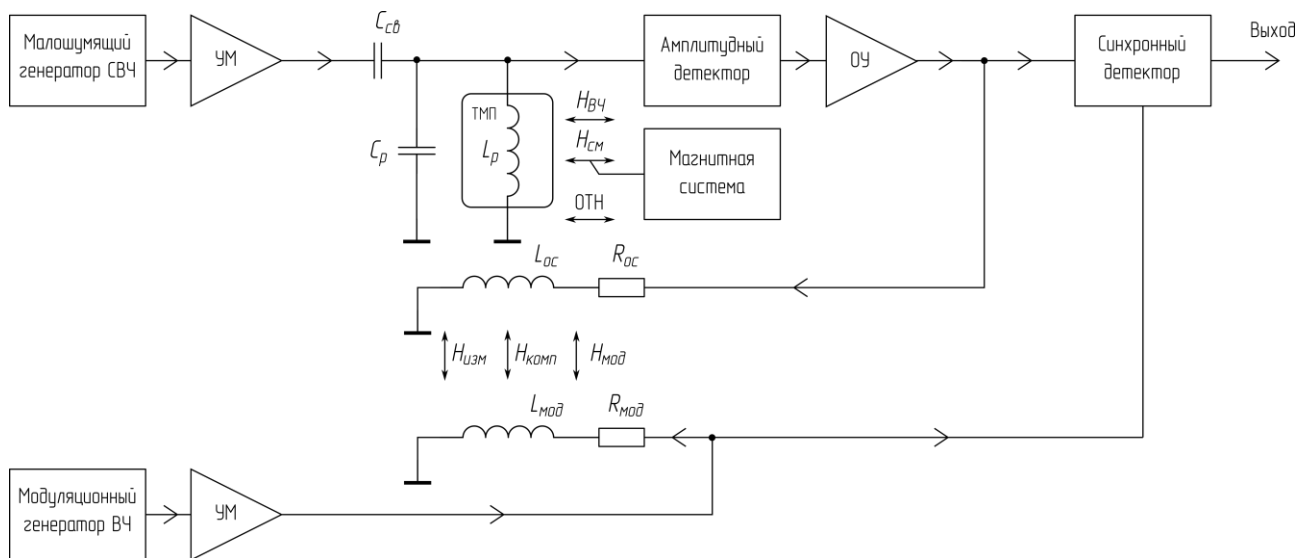 Малошумящий
генератор СВЧ
УМ
Cсв
Амплитудный
детектор
ОУ
Синхронный
детектор
Выход
Cр
ТМП
Lр
HВЧ
Hсм
ОТН
Магнитная
система
Lос
Rос
Hизм
Hкомп
Hмод
Lмод
Rмод
Модуляционный
генератор ВЧ
УМ